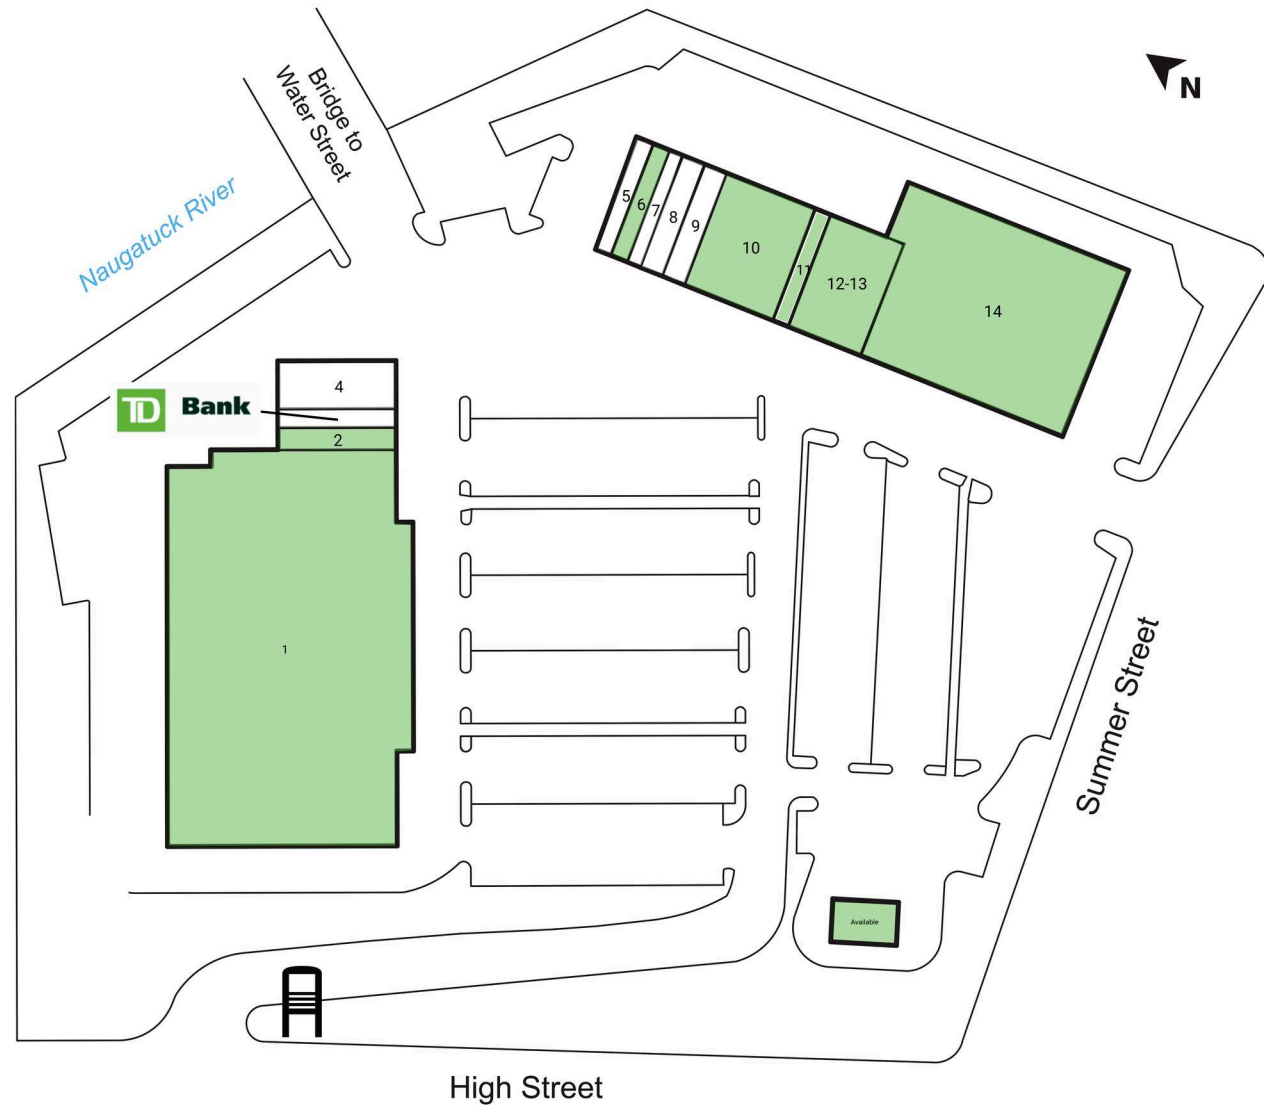 Bridge to
Water Street
N
Naugatuck River
5
6
7
8
9
10
11
12-13
14
4
TD Bank
2
1
Summer Street
Available
High Street